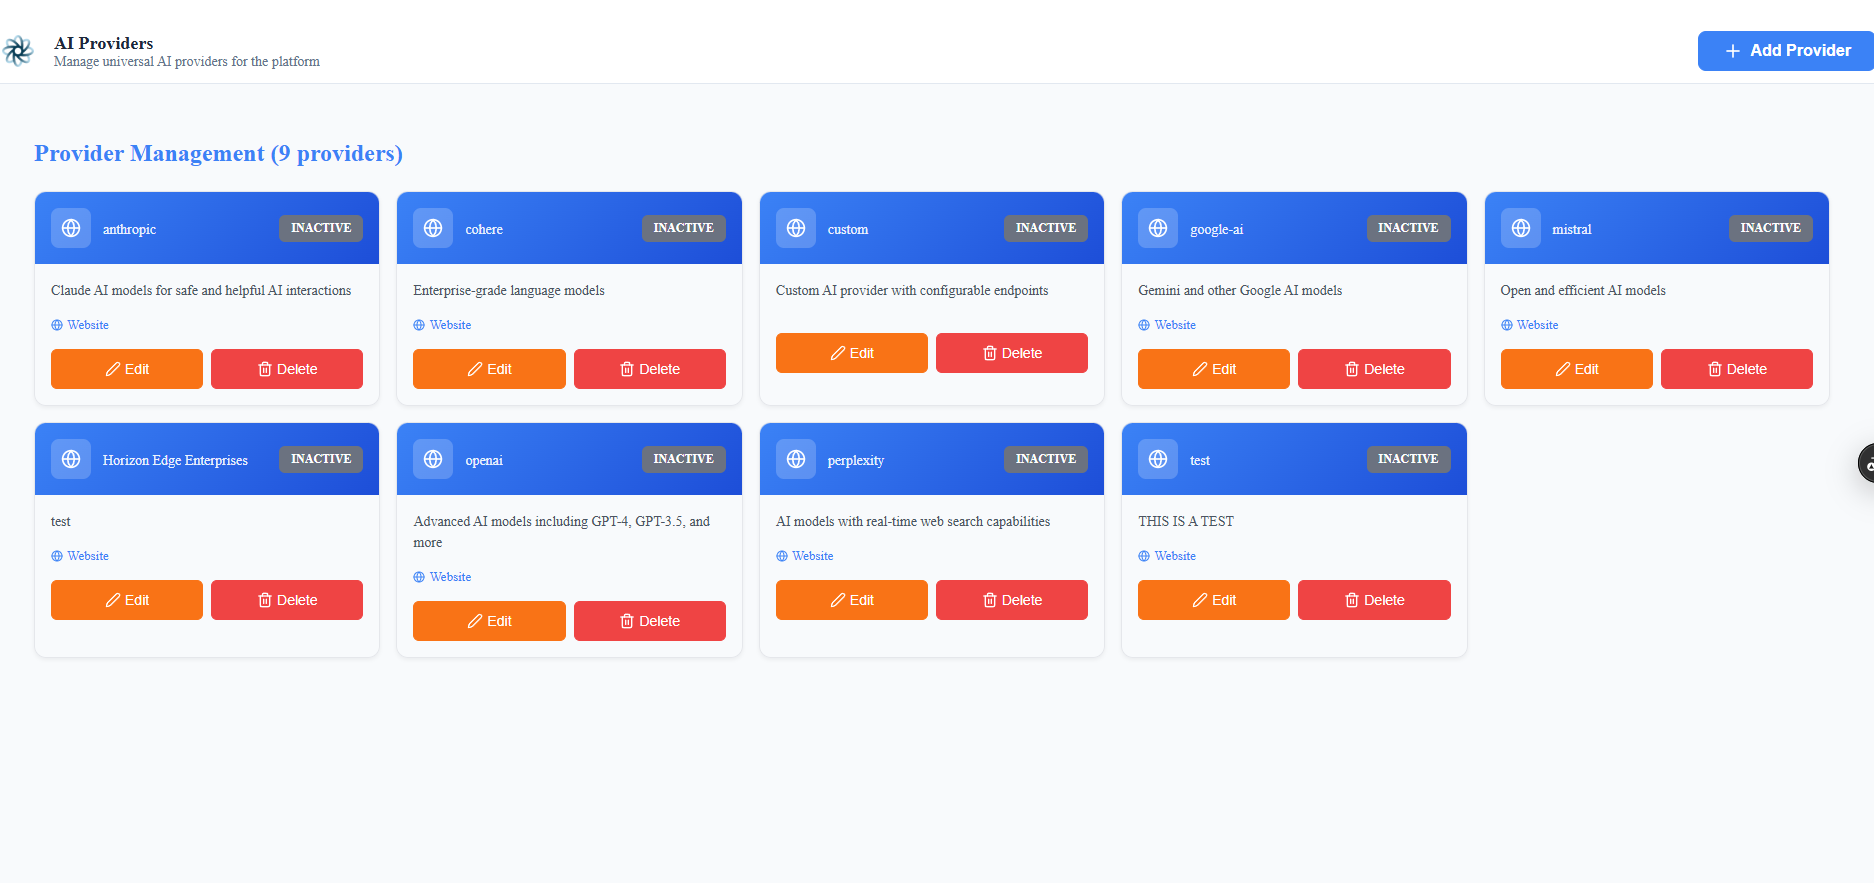 AI Providers
Manage universal AI providers for the platform
Add Provider
Provider Management (9 providers)
anthropic
INACTIVE
Claude AI models for safe and helpful AI interactions
Website
Edit
Delete
cohere
INACTIVE
Enterprise-grade language models
Website
Edit
Delete
custom
INACTIVE
Custom AI provider with configurable endpoints
Edit
Delete
google-ai
INACTIVE
Gemini and other Google AI models
Website
Edit
Delete
mistral
INACTIVE
Open and efficient AI models
Website
Edit
Delete
Horizon Edge Enterprises
INACTIVE
test
Website
Edit
Delete
openai
INACTIVE
Advanced AI models including GPT-4, GPT-3.5, and
more
Website
Edit
Delete
perplexity
INACTIVE
AI models with real-time web search capabilities
Website
Edit
Delete
test
INACTIVE
THIS IS A TEST
Website
Edit
Delete